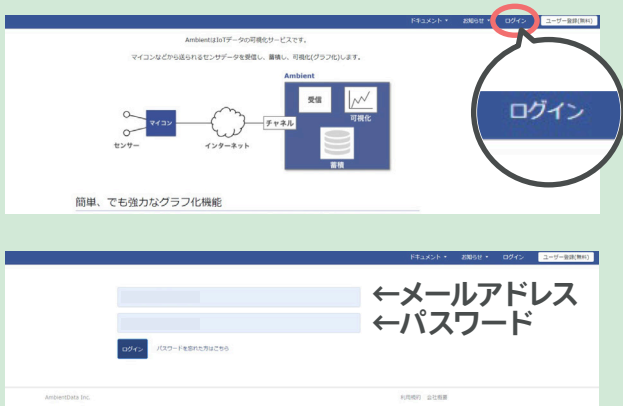 ドキュメント お知らせ ログイン ユーザー登録(無料)
AmbientはIoTデータの可視化サービスです。
マイコンなどから送られるセンサデータを受信し、蓄積し、可視化(グラフ化)します。
Ambient
受信
可視化
マイコン
チャネル
センサー
インターネット
蓄積
ログイン
簡単、でも強力なグラフ化機能
ドキュメント お知らせ ログイン ユーザー登録(無料)
←メールアドレス
←パスワード
ログイン パスワードを忘れた方はこちら
AmbientData Inc. 利用規約 会社概要